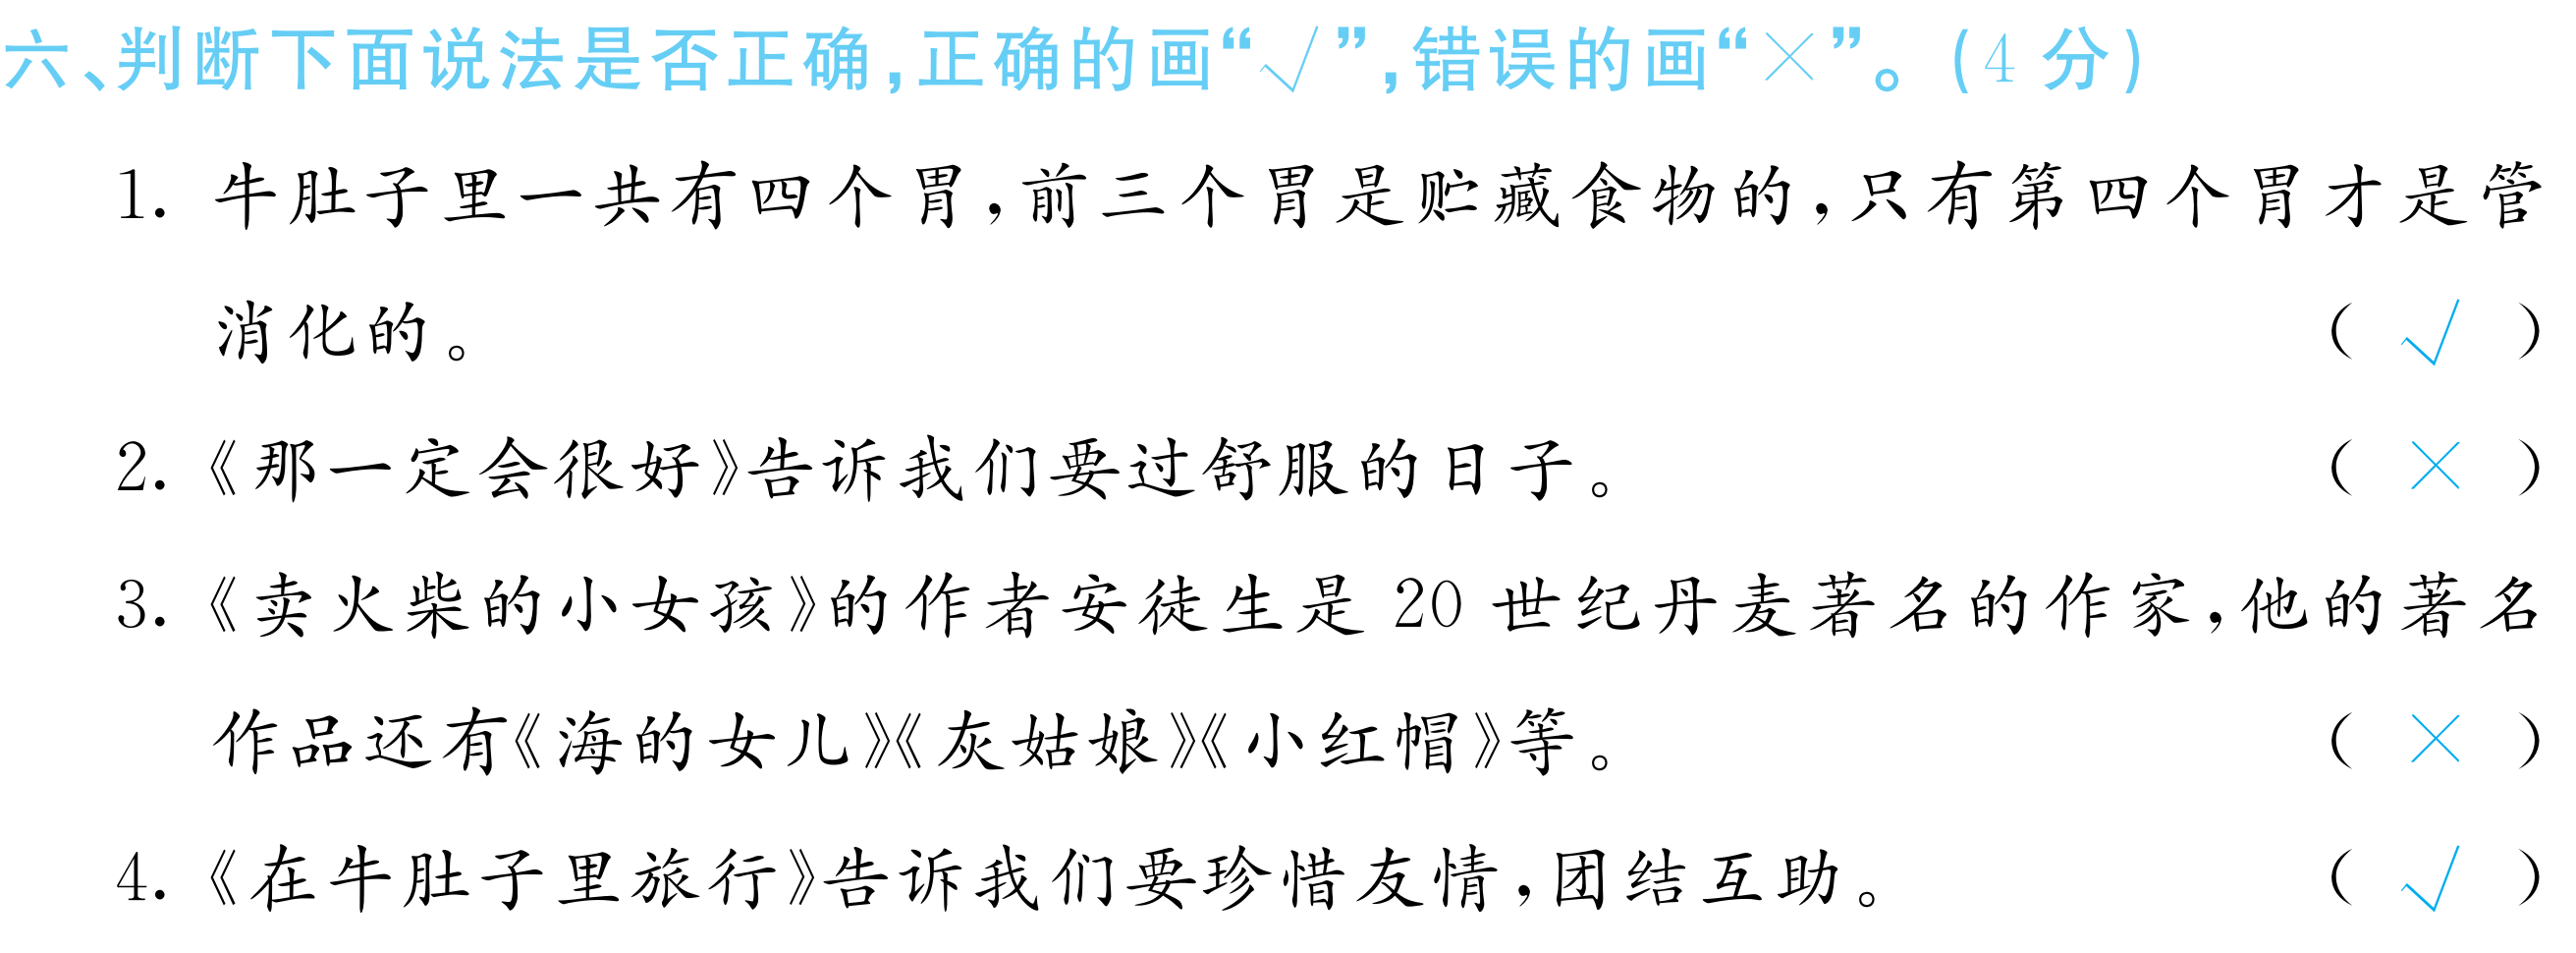 六、判断下面说法是否正确,正确的画“√”,错误的画“×”。(4 分)
1. 牛肚子里一共有四个胃,前三个胃是贮藏食物的,只有第四个胃才是管
消化的。 ( √ )
2.《那一定会很好》告诉我们要过舒服的日子。 ( × )
3.《卖火柴的小女孩》的作者安徒生是 20 世纪丹麦著名的作家,他的著名
作品还有《海的女儿》《灰姑娘》《小红帽》等。 ( × )
4.《在牛肚子里旅行》告诉我们要珍惜友情,团结互助。 ( √ )